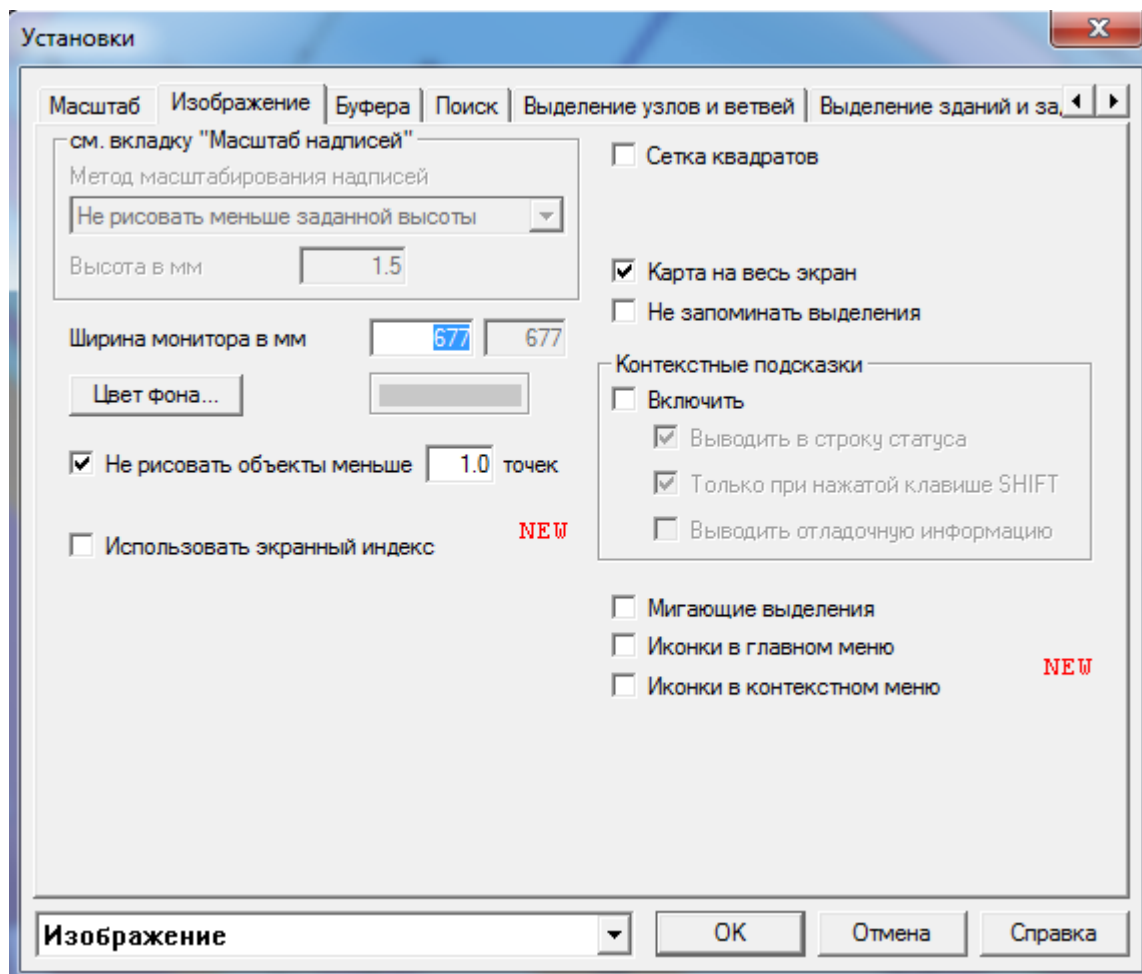 Установки
Масштаб
Изображение
Буфера
Поиск
Выделение узлов и ветвей
Выделение зданий и за
см. вкладку "Масштаб надписей"
Метод масштабирования надписей
Не рисовать меньше заданной высоты
Высота в мм 1.5
Ширина монитора в мм 677 677
Цвет фона...
Не рисовать объекты меньше 1.0 точек
NEW
Использовать экранный индекс
Сетка квадратов
Карта на весь экран
Не запоминать выделения
Контекстные подсказки
Включить
Выводить в строку статуса
Только при нажатой клавише SHIFT
Выводить отладочную информацию
Мигающие выделения
Иконки в главном меню
NEW
Иконки в контекстном меню
Изображение
OK
Отмена
Справка